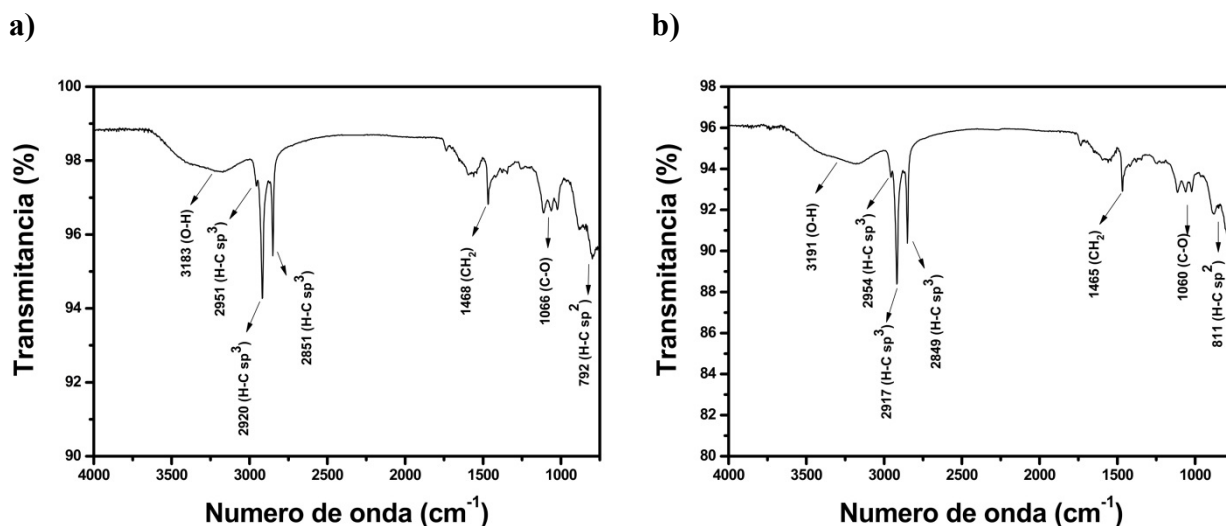 a)
Transmitancia (%)
100
98
96
94
92
90
3183 (O-H)
2951 (H-C sp³)
2920 (H-C sp³)
2851 (H-C sp³)
1468 (CH₂)
1066 (C-O)
792 (H-C sp²)
4000 3500 3000 2500 2000 1500 1000
Numero de onda (cm⁻¹)
b)
Transmitancia (%)
98
96
94
92
90
88
86
84
82
80
3191 (O-H)
2954 (H-C sp³)
2917 (H-C sp³)
2849 (H-C sp³)
1465 (CH₂)
1060 (C-O)
811 (H-C sp²)
4000 3500 3000 2500 2000 1500 1000
Numero de onda (cm⁻¹)